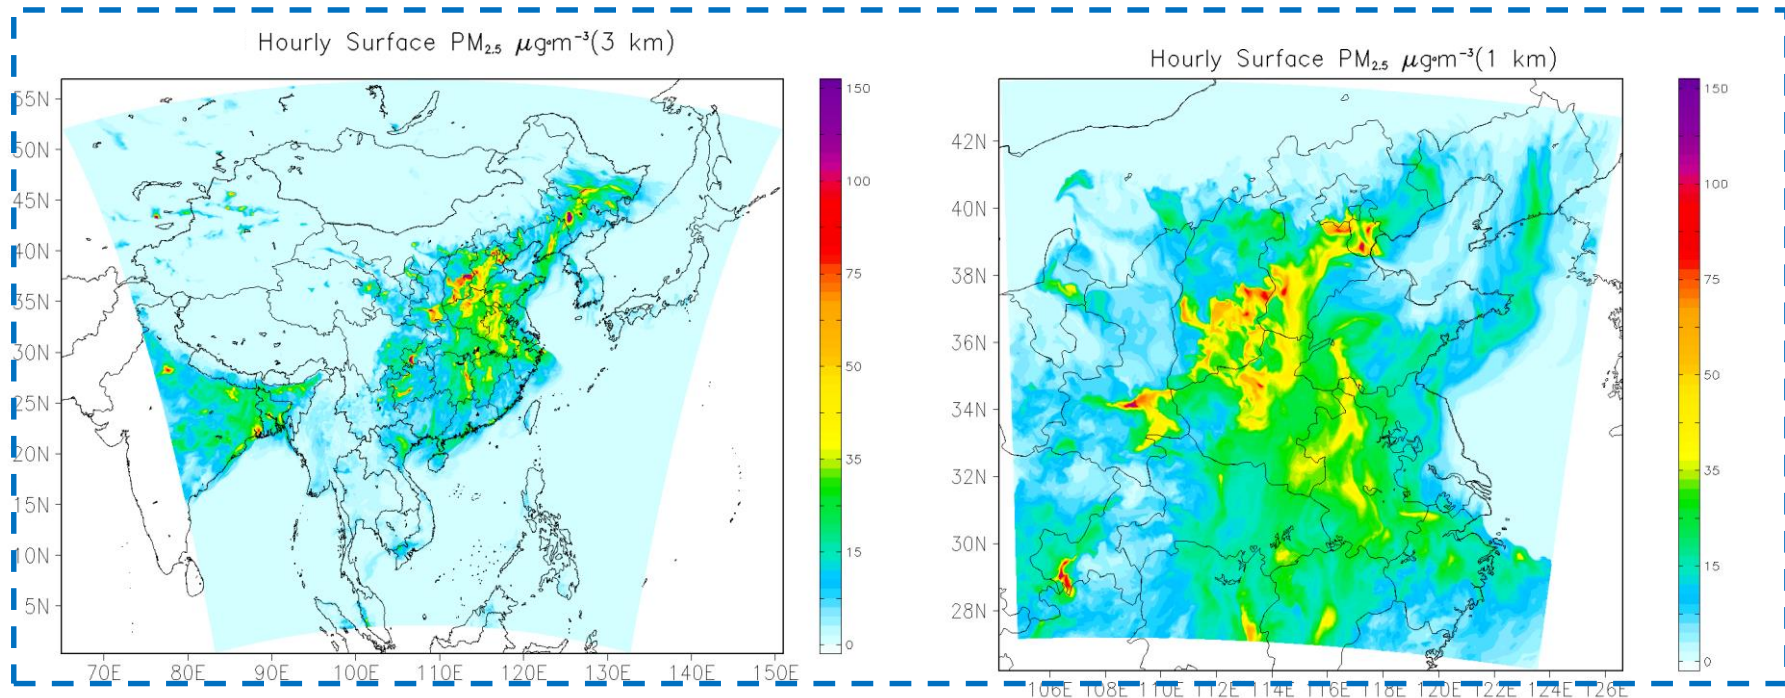 Hourly Surface PM₂.₅ μg·m⁻³(3 km)
55N
50N
45N
40N
35N
30N
25N
20N
15N
10N
5N
70E 80E 90E 100E 110E 120E 130E 140E 150E
150
100
75
50
35
15
0
Hourly Surface PM₂.₅ μg·m⁻³(1 km)
42N
40N
38N
36N
34N
32N
30N
28N
106E 108E 110E 112E 114E 116E 118E 120E 122E 124E 126E
150
100
75
50
35
15
0